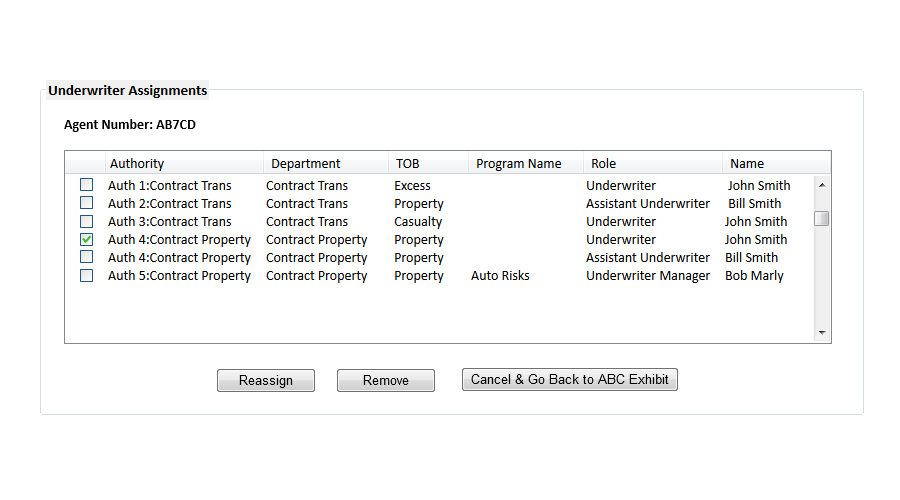 Underwriter Assignments
Agent Number: AB7CD
Authority Department TOB Program Name Role Name
Auth 1:Contract Trans Contract Trans Excess Underwriter John Smith
Auth 2:Contract Trans Contract Trans Property Assistant Underwriter Bill Smith
Auth 3:Contract Trans Contract Trans Casualty Underwriter John Smith
Auth 4:Contract Property Contract Property Property Underwriter John Smith
Auth 4:Contract Property Contract Property Property Assistant Underwriter Bill Smith
Auth 5:Contract Property Contract Property Property Auto Risks Underwriter Manager Bob Marly
Reassign Remove Cancel & Go Back to ABC Exhibit